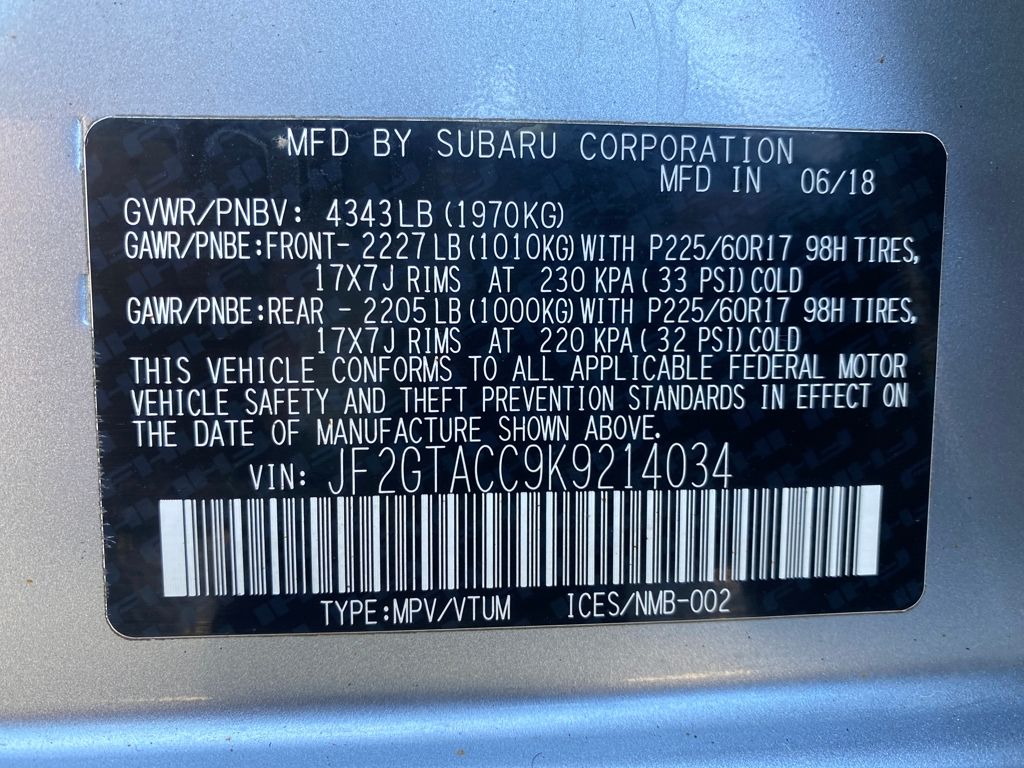 MFD BY SUBARU CORPORATION
MFD IN 06/18
GVWR/PNBV: 4343LB(1970KG)
GAWR/PNBE:FRONT- 2227LB(1010KG)WITH P225/60R17 98H TIRES,
17X7J RIMS AT 230 KPA( 33 PSI)COLD
GAWR/PNBE:REAR - 2205LB(1000KG)WITH P225/60R17 98H TIRES,
17X7J RIMS AT 220 KPA( 32 PSI)COLD
THIS VEHICLE CONFORMS TO ALL APPLICABLE FEDERAL MOTOR
VEHICLE SAFETY AND THEFT PREVENTION STANDARDS IN EFFECT ON
THE DATE OF MANUFACTURE SHOWN ABOVE.
VIN: JF2GTACC9K9214034
TYPE:MPV/VTUM ICES/NMB-002